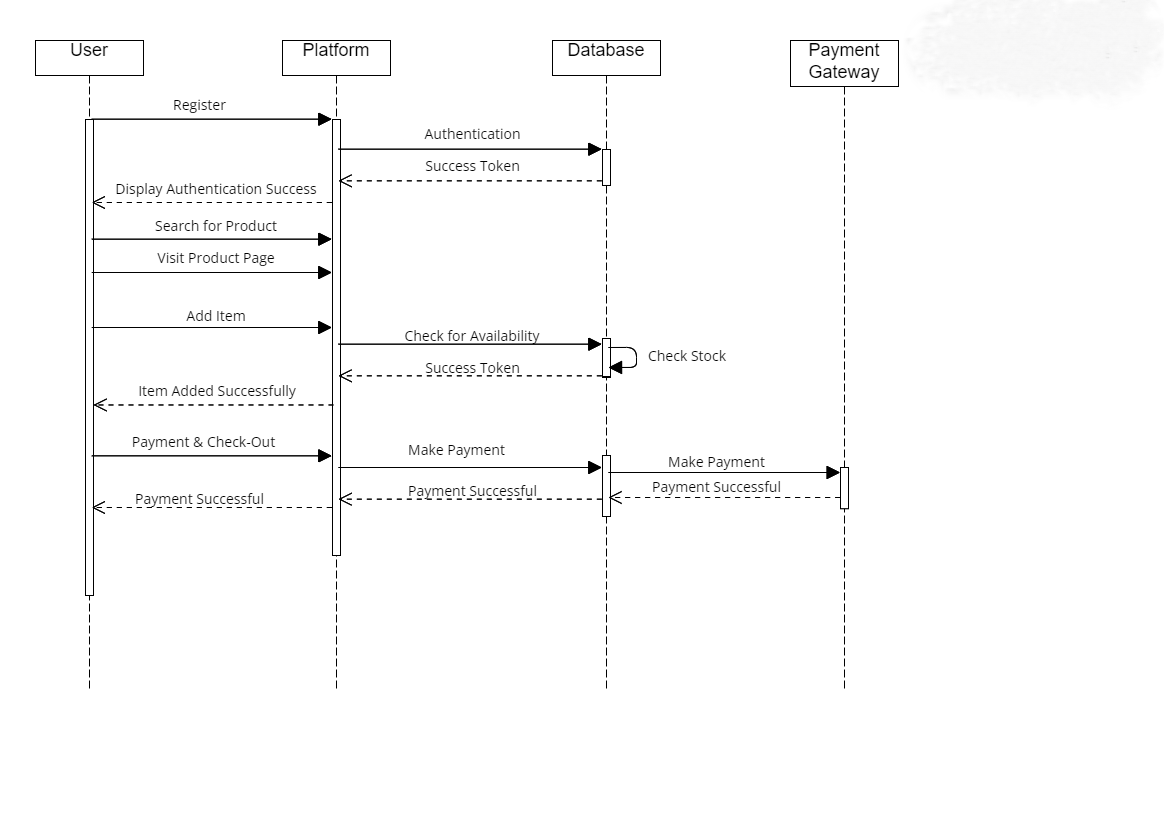 User
Platform
Database
Payment
Gateway
Register
Authentication
Success Token
Display Authentication Success
Search for Product
Visit Product Page
Add Item
Check for Availability
Check Stock
Success Token
Item Added Successfully
Payment & Check-Out
Make Payment
Make Payment
Payment Successful
Payment Successful
Payment Successful